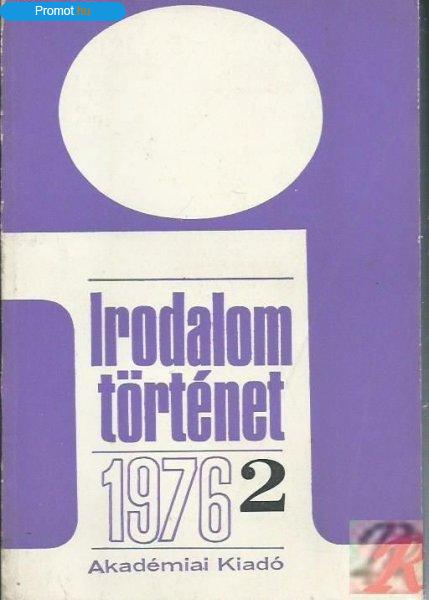 Promot.hu
Irodalom
történet
1976 2
Akadémiai Kiadó